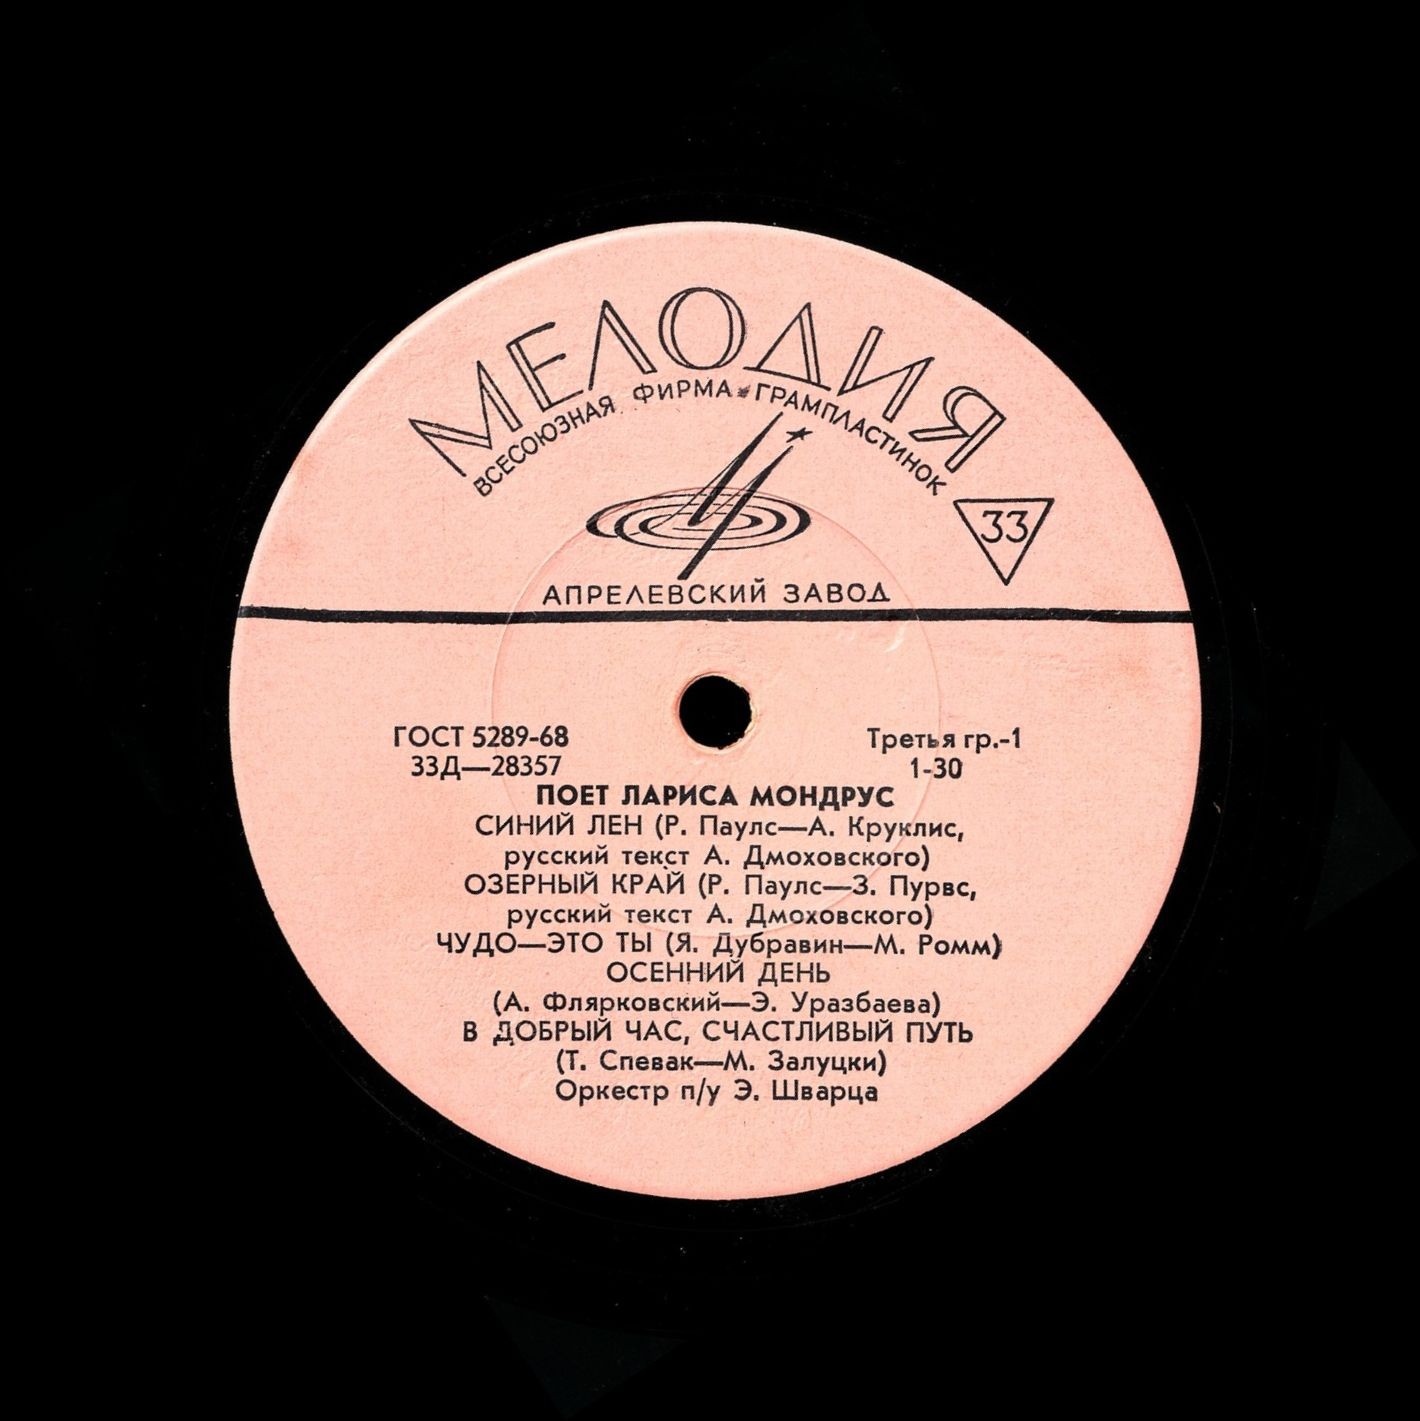 МЕЛОДИЯ
ВСЕСОЮЗНАЯ ФИРМА ГРАМПЛАСТИНОК
33
АПРЕЛЕВСКИЙ ЗАВОД
ГОСТ 5289-68 Третья гр.-1
33Д—28357 1-30
ПОЕТ ЛАРИСА МОНДРУС
СИНИЙ ЛЕН (Р. Паулс—А. Круклис,
русский текст А. Дмоховского)
ОЗЕРНЫЙ КРАЙ (Р. Паулс—З. Пурвс,
русский текст А. Дмоховского)
ЧУДО—ЭТО ТЫ (Я. Дубравин—М. Ромм)
ОСЕННИЙ ДЕНЬ
(А. Флярковский—Э. Уразбаева)
В ДОБРЫЙ ЧАС, СЧАСТЛИВЫЙ ПУТЬ
(Т. Спевак—М. Залуцки)
Оркестр п/у Э. Шварца